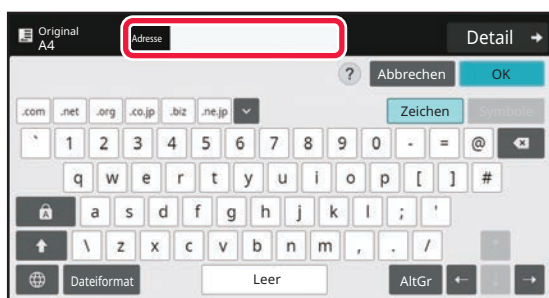 Original Adresse Detail →
A4
? Abbrechen OK
.com .net .org .co.jp .biz .ne.jp Zeichen Symbole
` 1 2 3 4 5 6 7 8 9 0 - = @
q w e r t y u i o p [ ] #
A a s d f g h j k l ; '
\ z x c v b n m , . /
Dateiformat Leer AltGr ← ↓ →